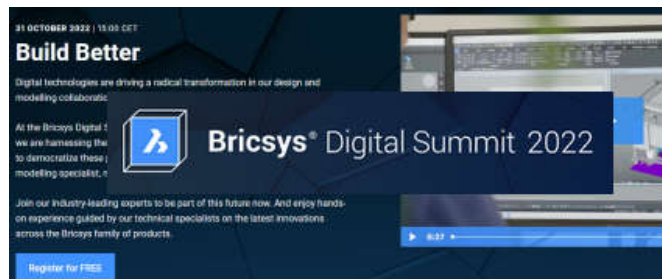 31 OCTOBER 2022 | 15:00 CET
Build Better
Digital technologies are driving a radical transformation in our design and
modelling collaboratio
At the Bricsys Digital S
we are harnessing the
to democratize these
modelling specialist,
Bricsys® Digital Summit 2022
Join our industry-leading experts to be part of this future now. And enjoy hands-
on experience guided by our technical specialists on the latest innovations
across the Bricsys family of products.
Register for FREE